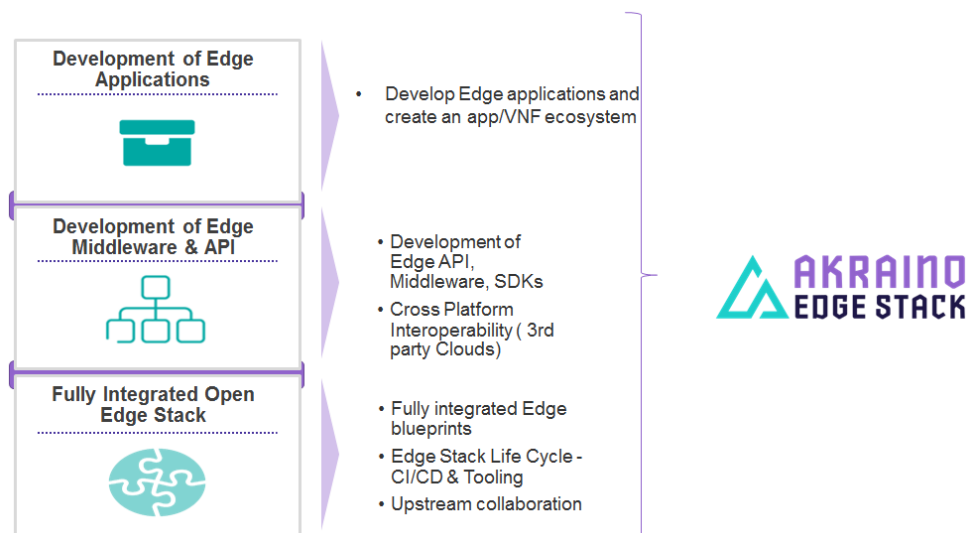 Development of Edge
Applications
• Develop Edge applications and
create an app/VNF ecosystem
Development of Edge
Middleware & API
• Development of
Edge API,
Middleware, SDKs
• Cross Platform
Interoperability ( 3rd
party Clouds)
Fully Integrated Open
Edge Stack
• Fully integrated Edge
blueprints
• Edge Stack Life Cycle -
CI/CD & Tooling
• Upstream collaboration
AKRAINO
EDGE STACK